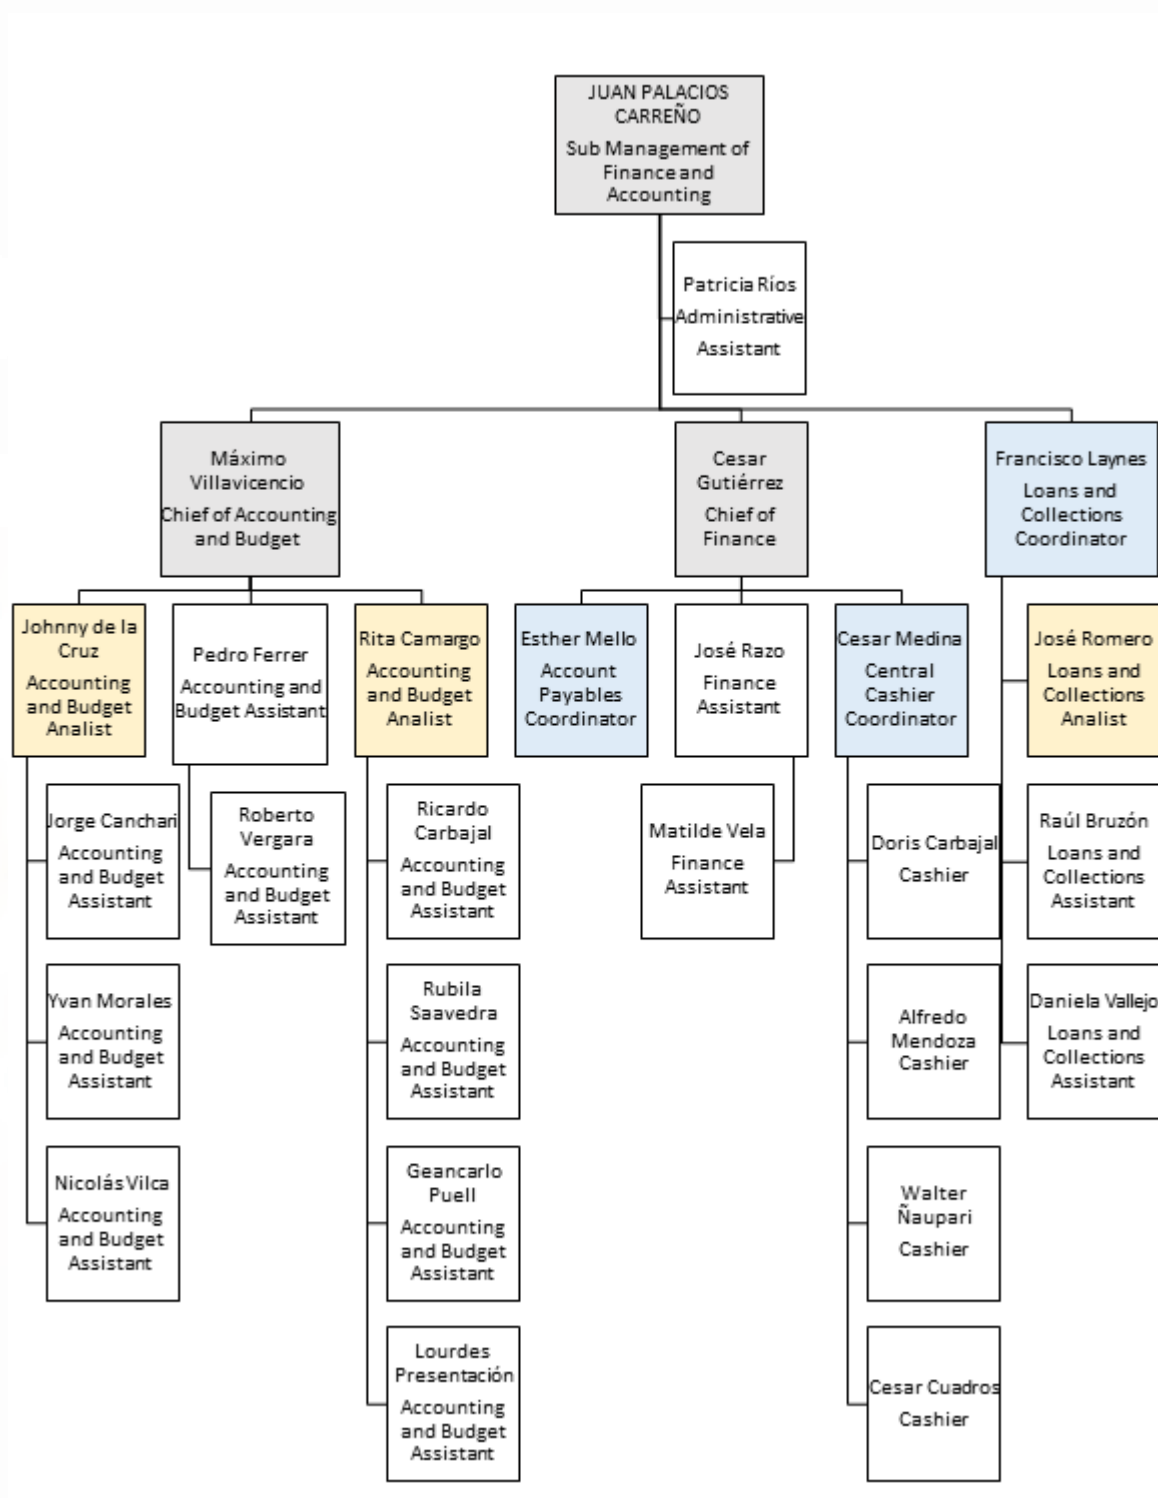 JUAN PALACIOS
CARREÑO
Sub Management of
Finance and
Accounting
Patricia Ríos
Administrative
Assistant
Máximo
Villavicencio
Chief of Accounting
and Budget
Cesar
Gutiérrez
Chief of
Finance
Francisco Laynes
Loans and
Collections
Coordinator
Johnny de la
Cruz
Accounting
and Budget
Analist
Pedro Ferrer
Accounting and
Budget Assistant
Rita Camargo
Accounting
and Budget
Analist
Esther Mello
Account
Payables
Coordinator
José Razo
Finance
Assistant
Cesar Medina
Central
Cashier
Coordinator
José Romero
Loans and
Collections
Analist
Jorge Canchari
Accounting
and Budget
Assistant
Roberto
Vergara
Accounting
and Budget
Assistant
Ricardo
Carbajal
Accounting
and Budget
Assistant
Matilde Vela
Finance
Assistant
Doris Carbajal
Cashier
Raúl Bruzón
Loans and
Collections
Assistant
Yvan Morales
Accounting
and Budget
Assistant
Rubila
Saavedra
Accounting
and Budget
Assistant
Alfredo
Mendoza
Cashier
Daniela Vallejo
Loans and
Collections
Assistant
Nicolás Vilca
Accounting
and Budget
Assistant
Geancarlo
Puell
Accounting
and Budget
Assistant
Walter
Ñaupari
Cashier
Lourdes
Presentación
Accounting
and Budget
Assistant
Cesar Cuadros
Cashier